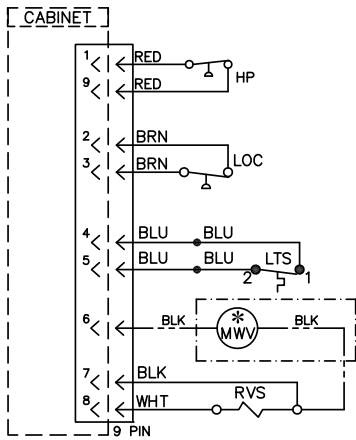 CABINET
1 RED
9 RED HP
2 BRN
3 BRN LOC
4 BLU BLU
5 BLU BLU 2 LTS 1
6 BLK * MWV BLK
7 BLK
8 WHT RVS
9 PIN